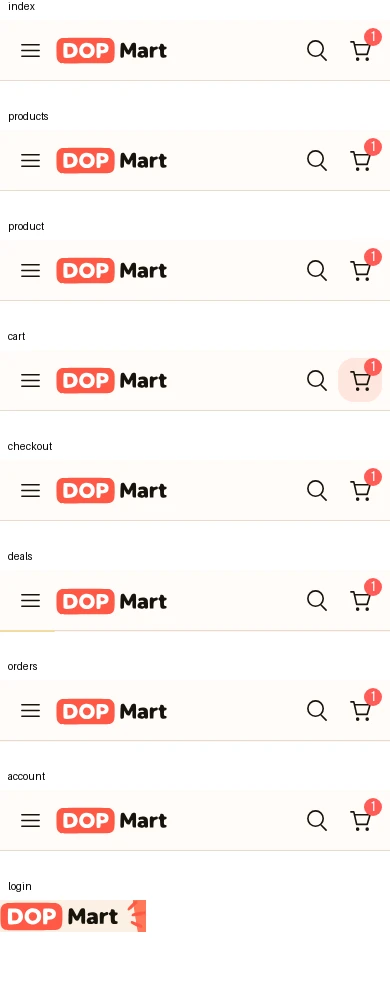 index
DOP Mart
1
products
DOP Mart
1
product
DOP Mart
1
cart
DOP Mart
1
checkout
DOP Mart
1
deals
DOP Mart
1
orders
DOP Mart
1
account
DOP Mart
1
login
DOP Mart